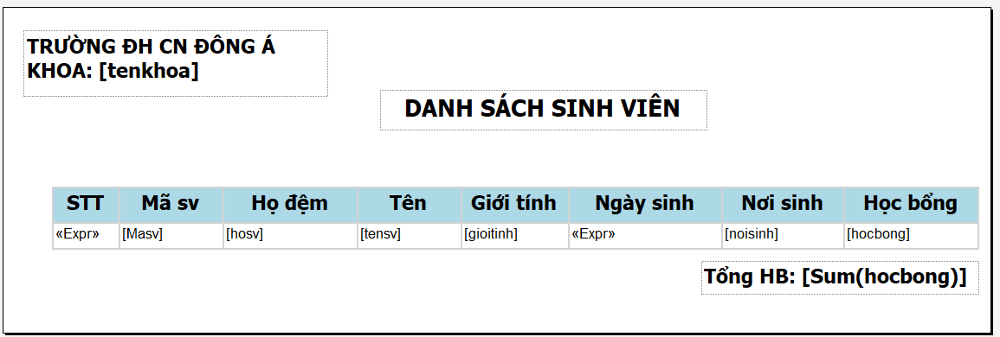 TRƯỜNG ĐH CN ĐÔNG Á
KHOA: [tenkhoa]
DANH SÁCH SINH VIÊN
STT Mã sv Họ đệm Tên Giới tính Ngày sinh Nơi sinh Học bổng
«Expr» [Masv] [hosv] [tensv] [gioitinh] «Expr» [noisinh] [hocbong]
Tổng HB: [Sum(hocbong)]